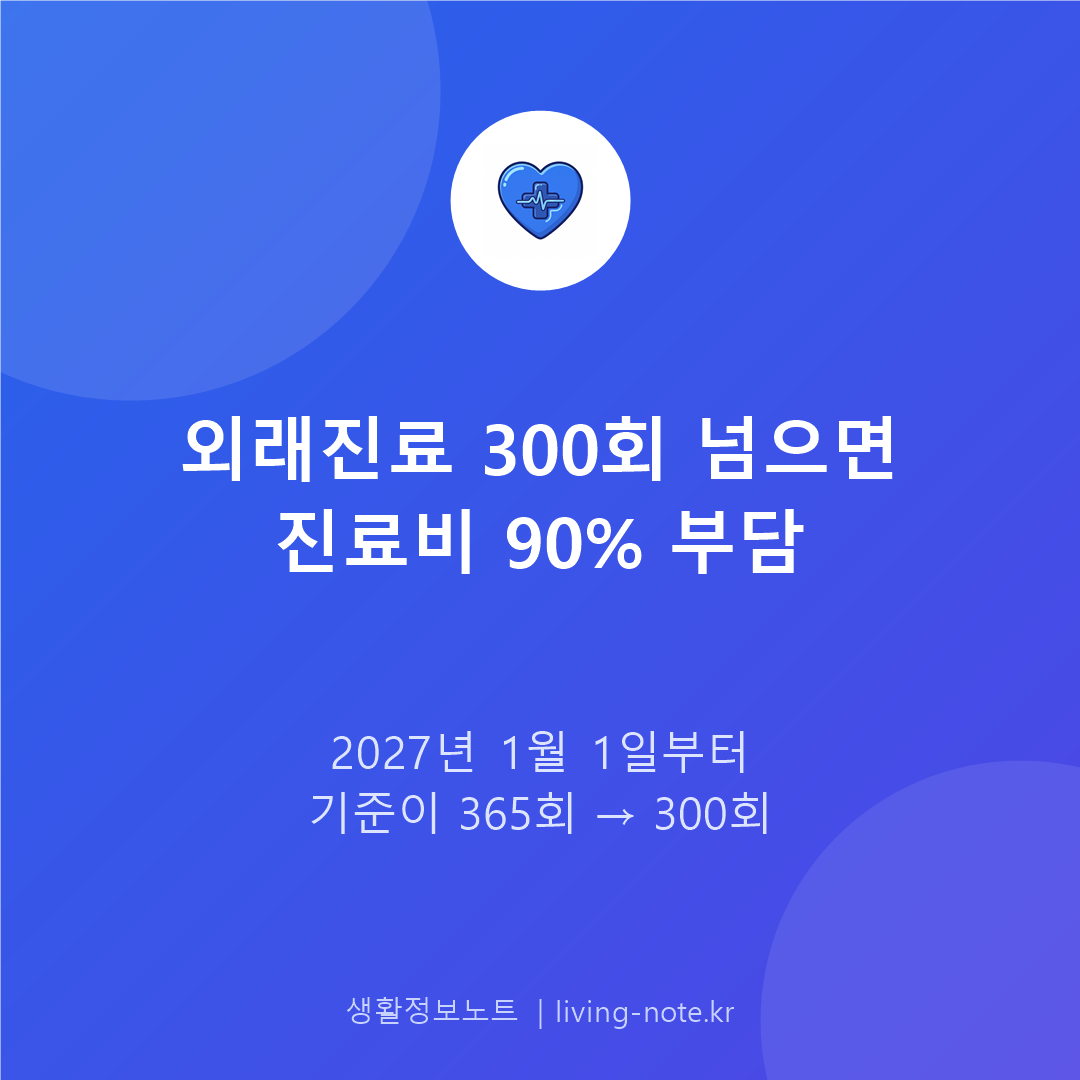 외래진료 300회 넘으면
진료비 90% 부담
2027년 1월 1일부터
기준이 365회 → 300회
생활정보노트 | living-note.kr